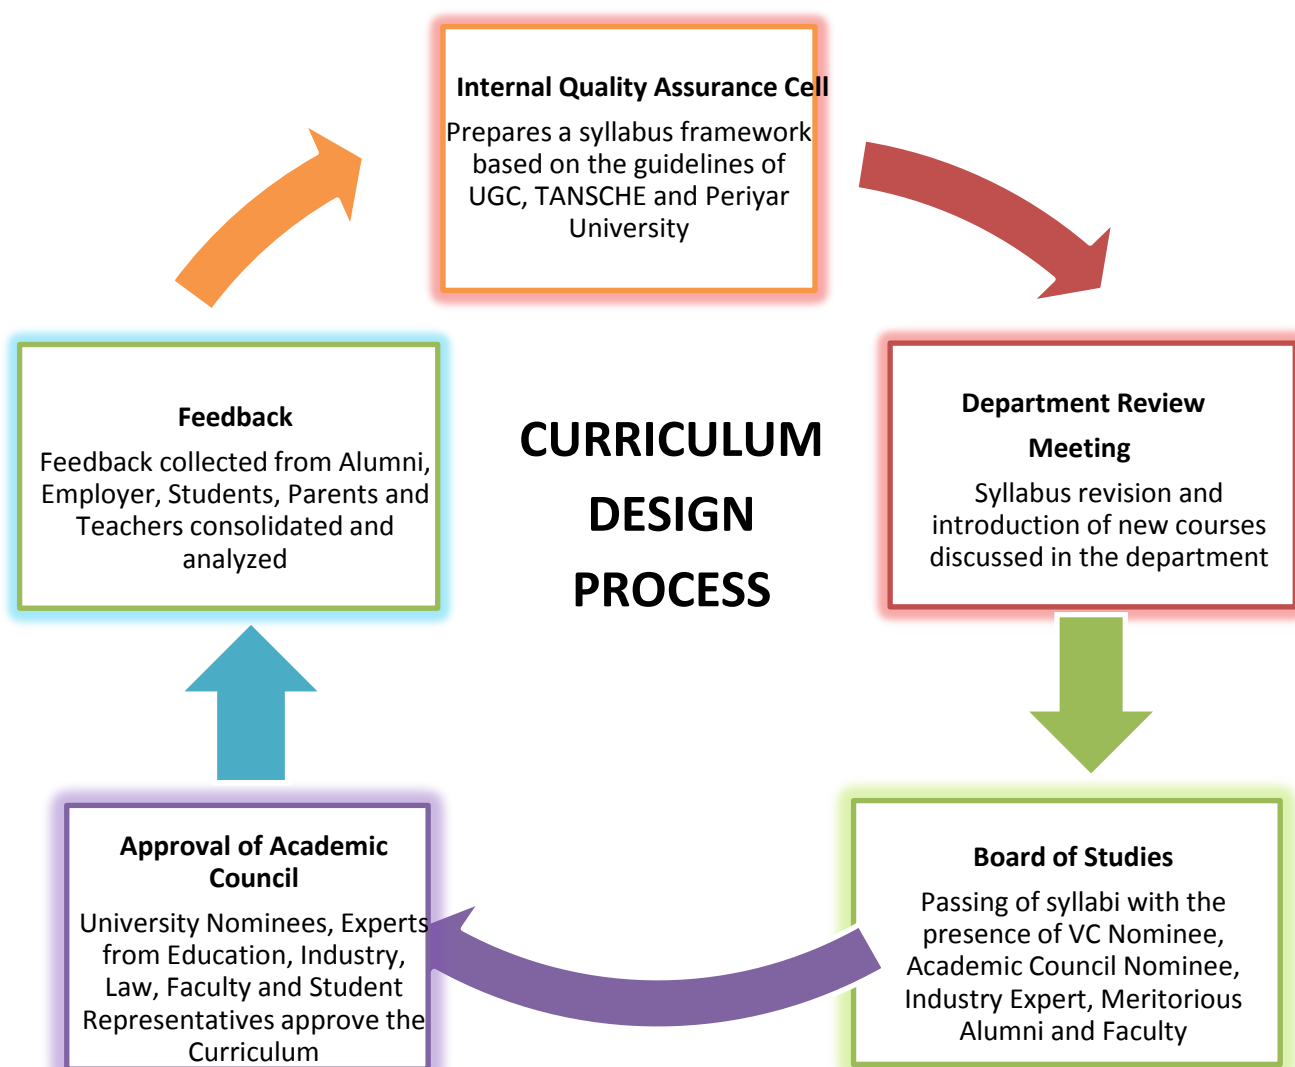 Internal Quality Assurance Cell
Prepares a syllabus framework
based on the guidelines of
UGC, TANSCHE and Periyar
University
Department Review
Meeting
Syllabus revision and
introduction of new courses
discussed in the department
Board of Studies
Passing of syllabi with the
presence of VC Nominee,
Academic Council Nominee,
Industry Expert, Meritorious
Alumni and Faculty
Approval of Academic
Council
University Nominees, Experts
from Education, Industry,
Law, Faculty and Student
Representatives approve the
Curriculum
Feedback
Feedback collected from Alumni,
Employer, Students, Parents and
Teachers consolidated and
analyzed
CURRICULUM
DESIGN
PROCESS